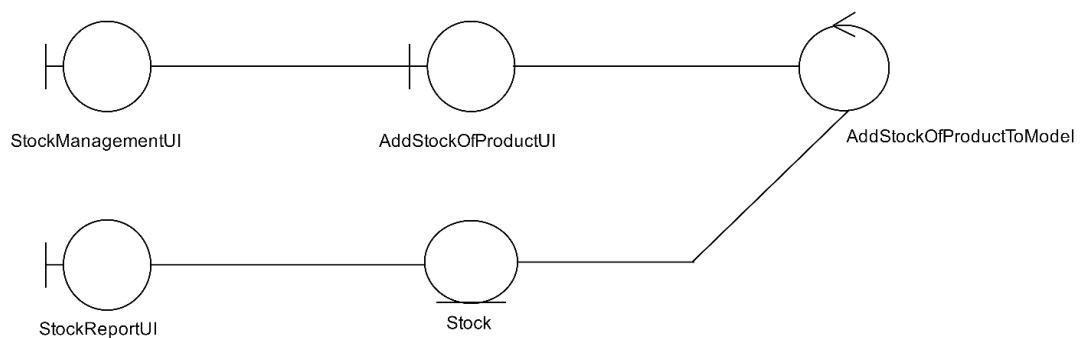 StockManagementUI
AddStockOfProductUI
AddStockOfProductToModel
StockReportUI
Stock